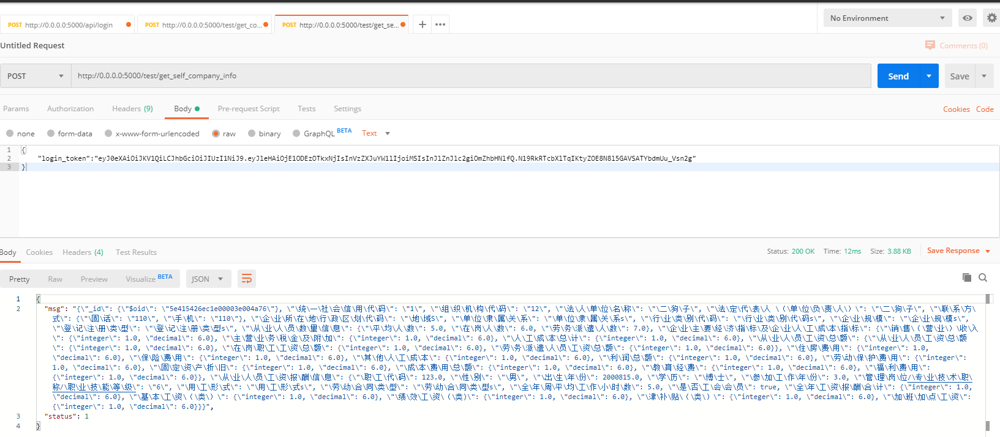 POST http://0.0.0.0:5000/api/login
POST http://0.0.0.0:5000/test/get_co...
POST http://0.0.0.0:5000/test/get_se...
No Environment
Untitled Request
Comments (0)
POST http://0.0.0.0:5000/test/get_self_company_info
Send
Save
Params Authorization Headers (9) Body Pre-request Script Tests Settings
Cookies Code
none form-data x-www-form-urlencoded raw binary GraphQL BETA Text
1 {
2 "login_token":"eyJ0eXAiOiJKV1QiLCJhbGciOiJIUzI1NiJ9.eyJleHAiOjE1ODEzOTkxNjIsInVzZXJuYW1lIjoiMSIsInJlZnJlc2giOmZhbHNlfQ.N19RkRTcbXlTqIKtyZOE8N8l5GAVSATYbdmUu_Vsn2g"
3 }
Body Cookies Headers (4) Test Results
Status: 200 OK Time: 12ms Size: 3.88 KB Save Response
Pretty Raw Preview Visualize BETA JSON
1 {
2 "msg": "{\"_id\": {\"$oid\": \"5e415426ec1e00003e004a76\"}, \"\统\一\社\会\信\用\代\码\": \"1\", \"\组\织\机\构\代\码\": \"12\", \"\法\人\单\位\名\称\": \"\二\狗\子\", \"\法\定\代\表\人 \(\单\位\负\责\人\) \": \"\二\狗\子\", \"\联\系\方\
式\": {\"\固\话\": \"110\", \"\手\机\": \"110\"}, \"\企\业\所\在\地\行\政\区\划\代\码\": \"\地\域S\", \"\单\位\隶\属\关\系\": \"\单\位\隶\属\关\系s\", \"\行\业\类\别\代\码\": \"\行\业\类\别\代\码s\", \"\企\业\规\模\": \"\企\业\规\模s\",
\"\登\记\注\册\类\型\": \"\登\记\注\册\类\型s\", \"\从\业\人\员\数\量\信\息\": {\"\平\均\人\数\": 5.0, \"\在\岗\人\数\": 6.0, \"\劳\务\派\遣\人\数\": 7.0}, \"\企\业\主\要\经\济\指\标\及\企\业\人\工\成\本\指\标\": {\"\销\售\(\营\业\)\收\入
\": {\"integer\": 1.0, \"decimal\": 6.0}, \"\主\营\业\务\税\金\及\附\加\": {\"integer\": 1.0, \"decimal\": 6.0}, \"\人\工\成\本\总\计\": {\"integer\": 1.0, \"decimal\": 6.0}, \"\从\业\人\员\工\资\总\额\": {\"\从\业\人\员\工\资\总\额
\": {\"integer\": 1.0, \"decimal\": 6.0}, \"\在\岗\职\工\工\资\总\额\": {\"integer\": 1.0, \"decimal\": 6.0}, \"\劳\务\派\遣\人\员\工\资\总\额\": {\"integer\": 1.0, \"decimal\": 6.0}}, \"\住\房\费\用\": {\"integer\": 1.0,
\"decimal\": 6.0}, \"\保\险\费\用\": {\"integer\": 1.0, \"decimal\": 6.0}, \"\其\他\人\工\成\本\": {\"integer\": 1.0, \"decimal\": 6.0}, \"\利\润\总\额\": {\"integer\": 1.0, \"decimal\": 6.0}, \"\劳\动\保\护\费\用\": {\"integer\":
1.0, \"decimal\": 6.0}, \"\固\定\资\产\折\旧\": {\"integer\": 1.0, \"decimal\": 6.0}, \"\成\本\费\用\总\额\": {\"integer\": 1.0, \"decimal\": 6.0}, \"\教\育\经\费\": {\"integer\": 1.0, \"decimal\": 6.0}, \"\福\利\费\用\":
{\"integer\": 1.0, \"decimal\": 6.0}}, \"\从\业\人\员\工\资\报\酬\信\息\": {\"\职\工\代\码\": 123.0, \"\性\别\": \"\男\", \"\出\生\年\份\": 2000815.0, \"\学\历\": \"\博\士\", \"\参\加\工\作\年\份\": 3.0, \"\管\理\岗\位/\专\业\技\术\职\
称/\职\业\技\能\等\级\": \"6\", \"\用\工\形\式\": \"\用\工\形\式s\", \"\劳\动\合\同\类\型\": \"\劳\动\合\同\类\型s\", \"\全\年\周\平\均\工\作\小\时\数\": 5.0, \"\是\否\工\会\会\员\": true, \"\全\年\工\资\报\酬\合\计\": {\"integer\": 1.0,
\"decimal\": 6.0}, \"\基\本\工\资\(\类\) \": {\"integer\": 1.0, \"decimal\": 6.0}, \"\绩\效\工\资\(\类)\": {\"integer\": 1.0, \"decimal\": 6.0}, \"\津\补\贴\(\类\) \": {\"integer\": 1.0, \"decimal\": 6.0}, \"\加\班\加\点\工\资\":
{\"integer\": 1.0, \"decimal\": 6.0}}}",
3 "status": 1
4 }